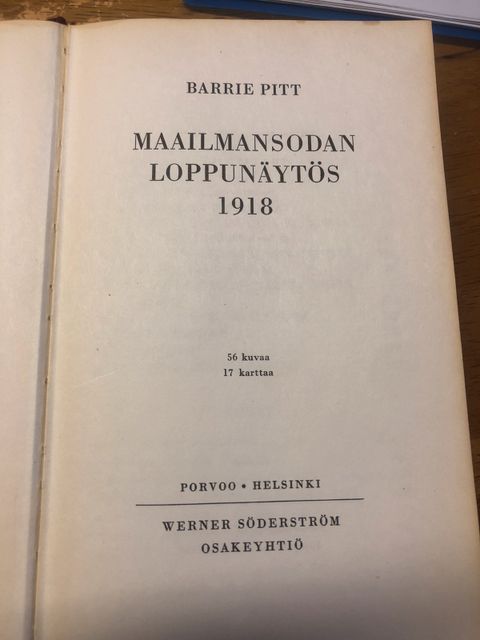 BARRIE PITT
MAAILMANSODAN
LOPPUNÄYTÖS
1918
56 kuvaa
17 karttaa
PORVOO • HELSINKI
WERNER SÖDERSTRÖM
OSAKEYHTIÖ